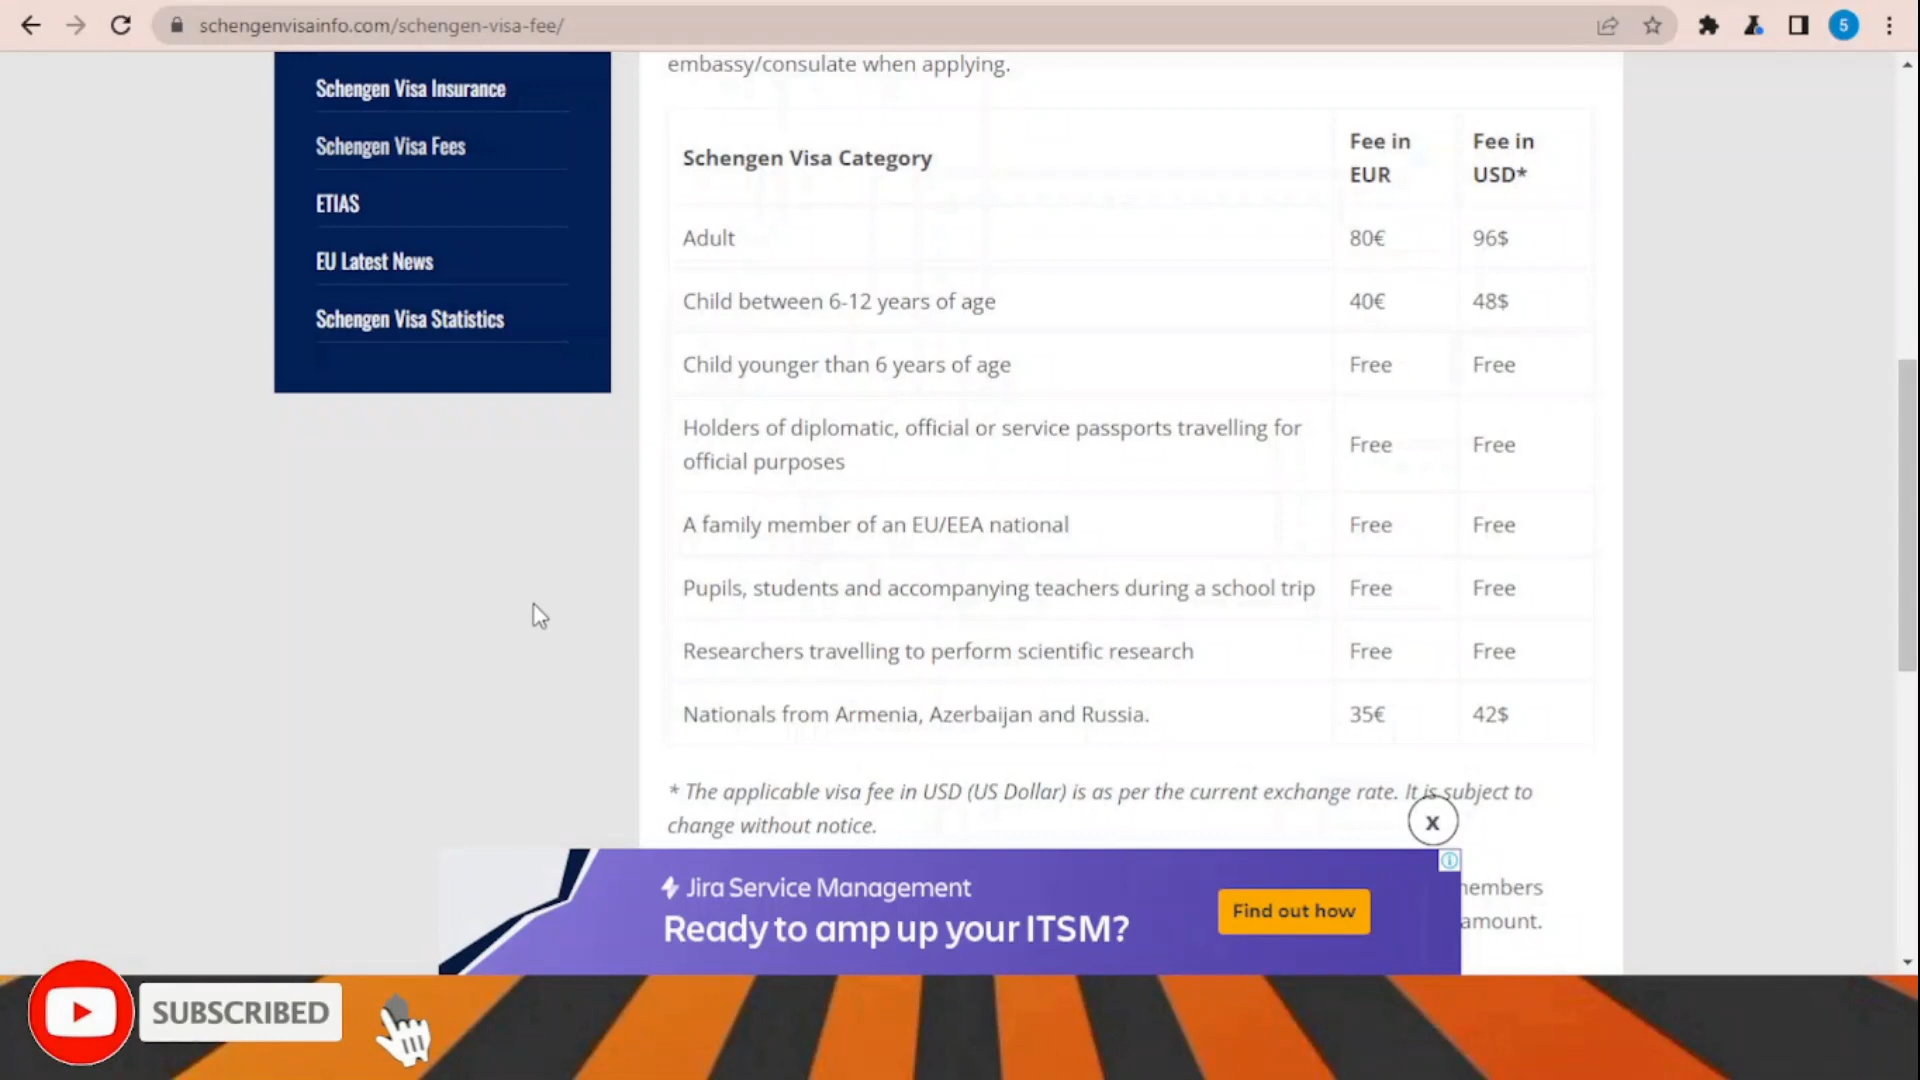 schengenvisainfo.com/schengen-visa-fee/
5
Schengen Visa Insurance
Schengen Visa Fees
ETIAS
EU Latest News
Schengen Visa Statistics
embassy/consulate when applying.
Schengen Visa Category Fee in EUR Fee in USD*
Adult 80€ 96$
Child between 6-12 years of age 40€ 48$
Child younger than 6 years of age Free Free
Holders of diplomatic, official or service passports travelling for
official purposes Free Free
A family member of an EU/EEA national Free Free
Pupils, students and accompanying teachers during a school trip Free Free
Researchers travelling to perform scientific research Free Free
Nationals from Armenia, Azerbaijan and Russia. 35€ 42$
* The applicable visa fee in USD (US Dollar) is as per the current exchange rate. It is subject to
change without notice.
x
Jira Service Management
Ready to amp up your ITSM?
Find out how
amount.
SUBSCRIBED